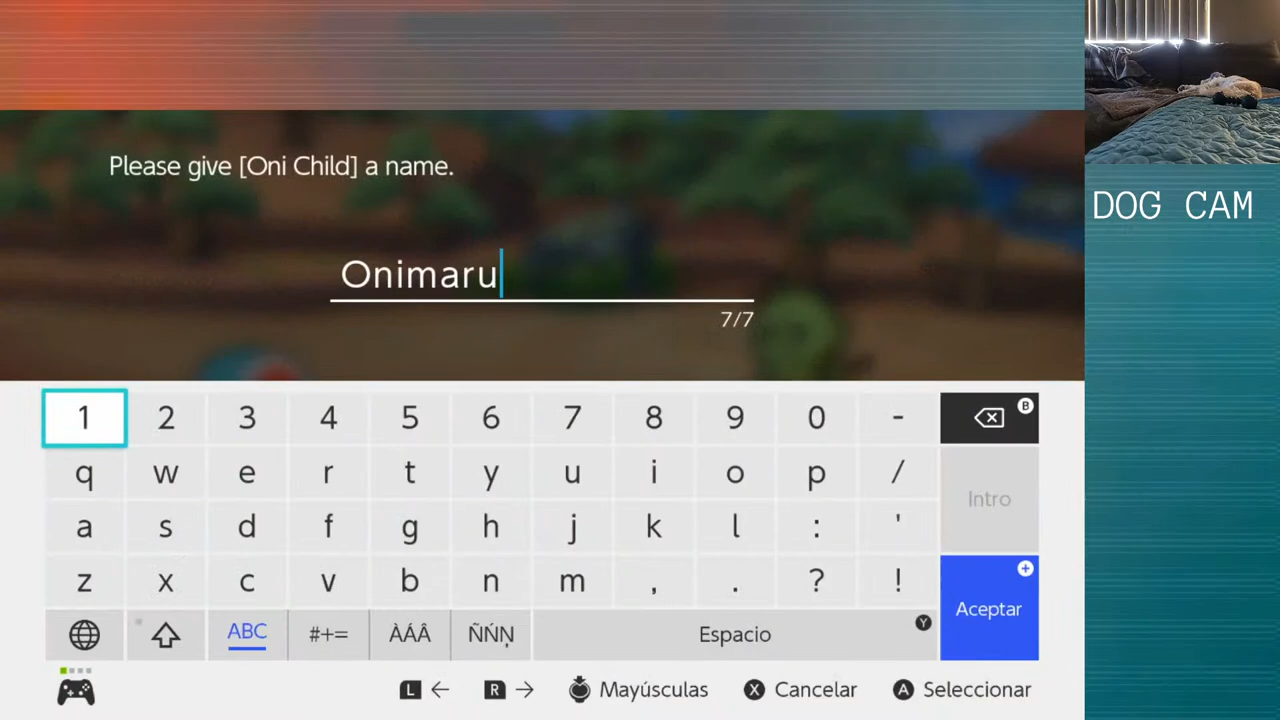 Please give [Oni Child] a name.
DOG CAM
Onimaru
7/7
1 2 3 4 5 6 7 8 9 0 - B
q w e r t y u i o p /
Intro
a s d f g h j k l : '
z x c v b n m , . ? ! +
Aceptar
ABC #+= ÀÁÂ ÑŃŅ Espacio Y
L ← R → Mayúsculas X Cancelar A Seleccionar